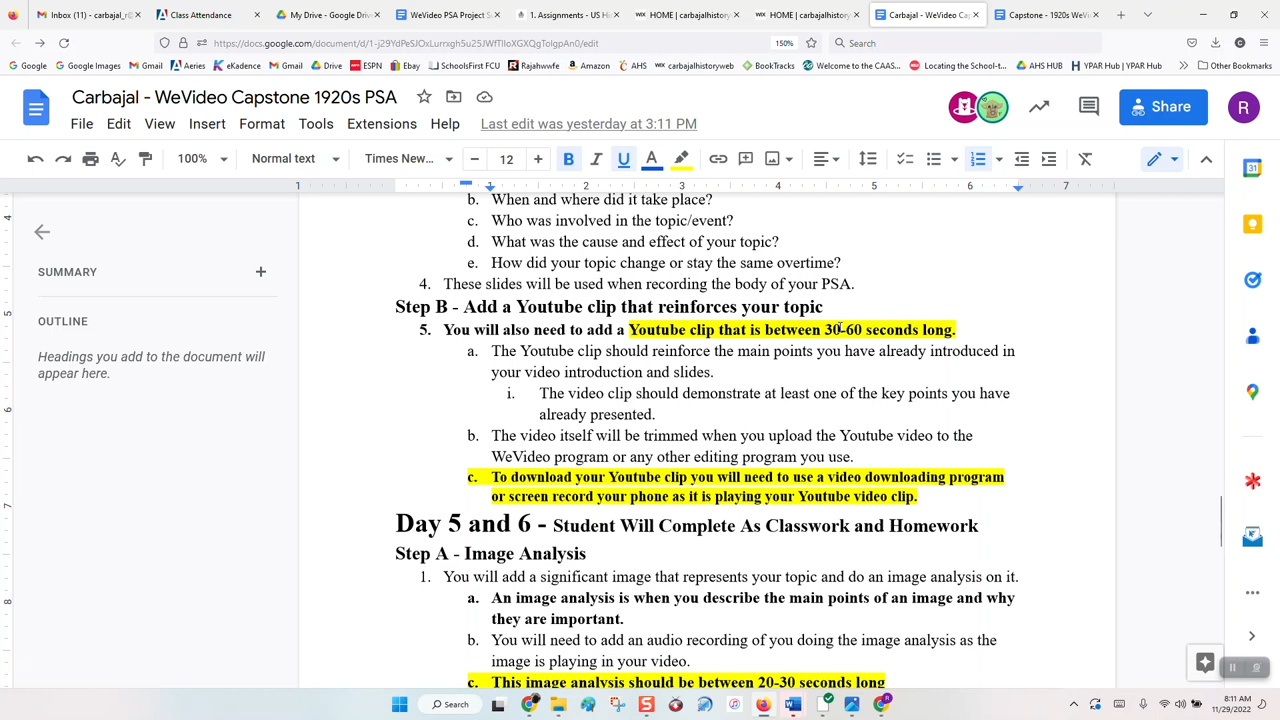 Inbox (11) - carbajal_r@
Class Attendance
My Drive - Google Driv
WeVideo PSA Project S
1. Assignments - US Hi
HOME | carbajalhistory
HOME | carbajalhistory
Carbajal - WeVideo Cap
Capstone - 1920s WeVi
https://docs.google.com/document/d/1-j29YdPeSJOxLurrxgh5u25JWfTlloXGXQgTolgpAn0/edit
150%
Search
Google
Google Images
Gmail
Aeries
eKadence
Gmail
Drive
ESPN
Ebay
SchoolsFirst FCU
Rajahwwfe
Amazon
AHS
carbajalhistoryweb
BookTracks
Welcome to the CAAS...
Locating the School-t...
AHS HUB
YPAR Hub | YPAR Hub
Other Bookmarks
Carbajal - WeVideo Capstone 1920s PSA
File Edit View Insert Format Tools Extensions Help
Last edit was yesterday at 3:11 PM
Share
R
100%
Normal text
Times New...
12
B I U A
1 1 2 3 4 5 6 7
SUMMARY
OUTLINE
Headings you add to the document will
appear here.
b. When and where did it take place?
c. Who was involved in the topic/event?
d. What was the cause and effect of your topic?
e. How did your topic change or stay the same overtime?
4. These slides will be used when recording the body of your PSA.
Step B - Add a Youtube clip that reinforces your topic
5. You will also need to add a Youtube clip that is between 30-60 seconds long.
a. The Youtube clip should reinforce the main points you have already introduced in
your video introduction and slides.
i. The video clip should demonstrate at least one of the key points you have
already presented.
b. The video itself will be trimmed when you upload the Youtube video to the
WeVideo program or any other editing program you use.
c. To download your Youtube clip you will need to use a video downloading program
or screen record your phone as it is playing your Youtube video clip.
Day 5 and 6 - Student Will Complete As Classwork and Homework
Step A - Image Analysis
1. You will add a significant image that represents your topic and do an image analysis on it.
a. An image analysis is when you describe the main points of an image and why
they are important.
b. You will need to add an audio recording of you doing the image analysis as the
image is playing in your video.
c. This image analysis should be between 20-30 seconds long
Search
8:11 AM
11/29/2022